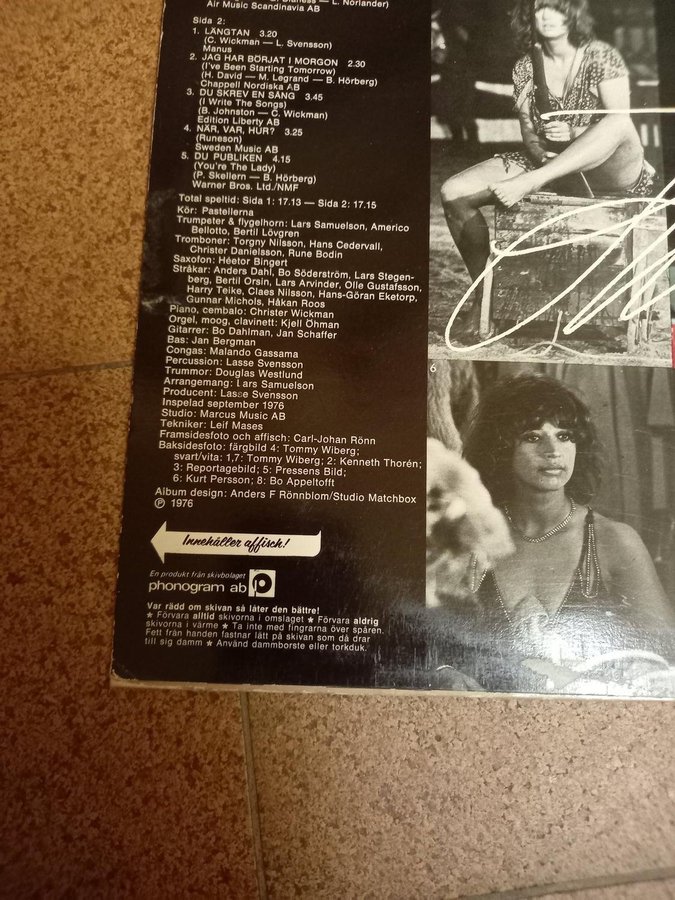 L. Norlander)
Air Music Scandinavia AB
Sida 2:
1. LÄNGTAN 3.20
(C. Wickman — L. Svensson)
Manus
2. JAG HAR BÖRJAT I MORGON 2.30
(I've Been Starting Tomorrow)
(H. David — M. Legrand — B. Hörberg)
Chappell Nordiska AB
3. DU SKREV EN SÅNG 3.45
(I Write The Songs)
(B. Johnston — C. Wickman)
Edition Liberty AB
4. NÄR, VAR, HUR? 3.25
(Runeson)
Sweden Music AB
5. DU PUBLIKEN 4.15
(You're The Lady)
(P. Skellern — B. Hörberg)
Warner Bros. Ltd./NMF
Total speltid: Sida 1: 17.13 — Sida 2: 17.15
Kör: Pastellerna
Trumpeter & flygelhorn: Lars Samuelson, Americo
Bellotto, Bertil Lövgren
Tromboner: Torgny Nilsson, Hans Cedervall,
Christer Danielsson, Rune Bodin
Saxofon: Héetor Bingert
Stråkar: Anders Dahl, Bo Söderström, Lars Stegen-
berg, Bertil Orsin, Lars Arvinder, Olle Gustafsson,
Harry Teike, Claes Nilsson, Hans-Göran Eketorp,
Gunnar Michols, Håkan Roos
Piano, cembalo: Christer Wickman
Orgel, moog, clavinett: Kjell Öhman
Gitarrer: Bo Dahlman, Jan Schaffer
Bas: Jan Bergman
Congas: Malando Gassama
Percussion: Lasse Svensson
Trummor: Douglas Westlund
Arrangemang: Lars Samuelson
Producent: Lasse Svensson
Inspelad september 1976
Studio: Marcus Music AB
Tekniker: Leif Mases
Framsidesfoto och affisch: Carl-Johan Rönn
Baksidesfoto: färgbild 4: Tommy Wiberg;
svart/vita: 1,7: Tommy Wiberg; 2: Kenneth Thorén;
3: Reportagebild; 5: Pressens Bild;
6: Kurt Persson; 8: Bo Appeltofft
Album design: Anders F Rönnblom/Studio Matchbox
℗ 1976
Innehåller affisch!
En produkt från skivbolaget
phonogram ab
Var rädd om skivan så låter den bättre!
★ Förvara alltid skivorna i omslaget ★ Förvara aldrig
skivorna i värme ★ Ta inte med fingrarna över spåren.
Fett från handen fastnar lätt på skivan som då drar
till sig damm ★ Använd dammborste eller torkduk.
6